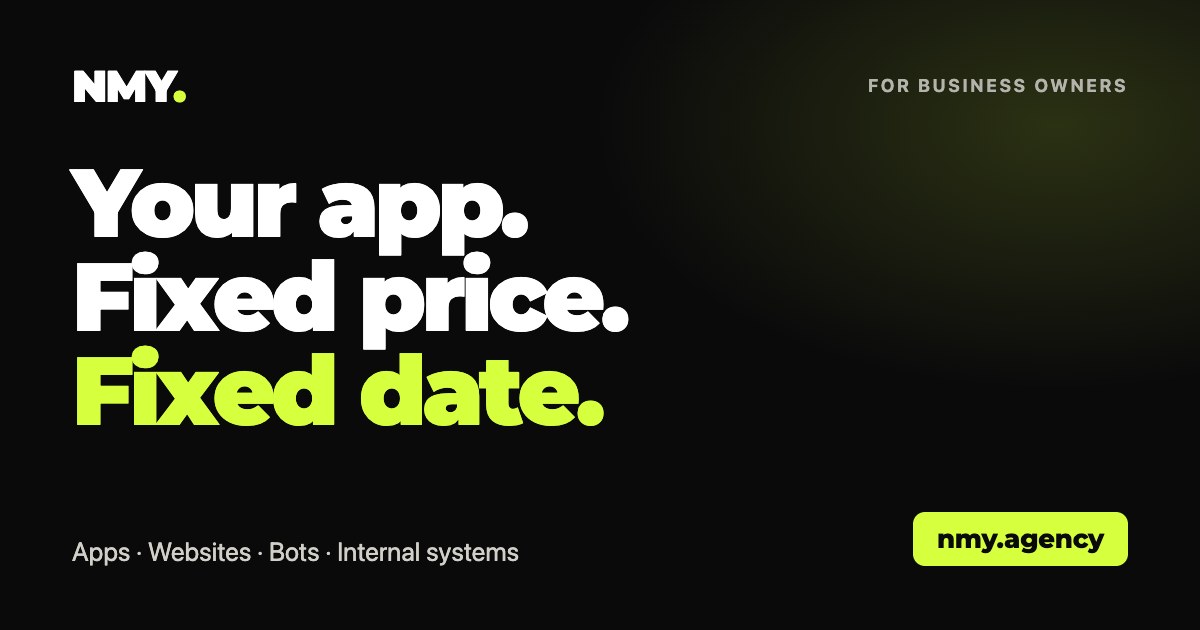 NMY.
FOR BUSINESS OWNERS
Your app.
Fixed price.
Fixed date.
Apps · Websites · Bots · Internal systems
nmy.agency